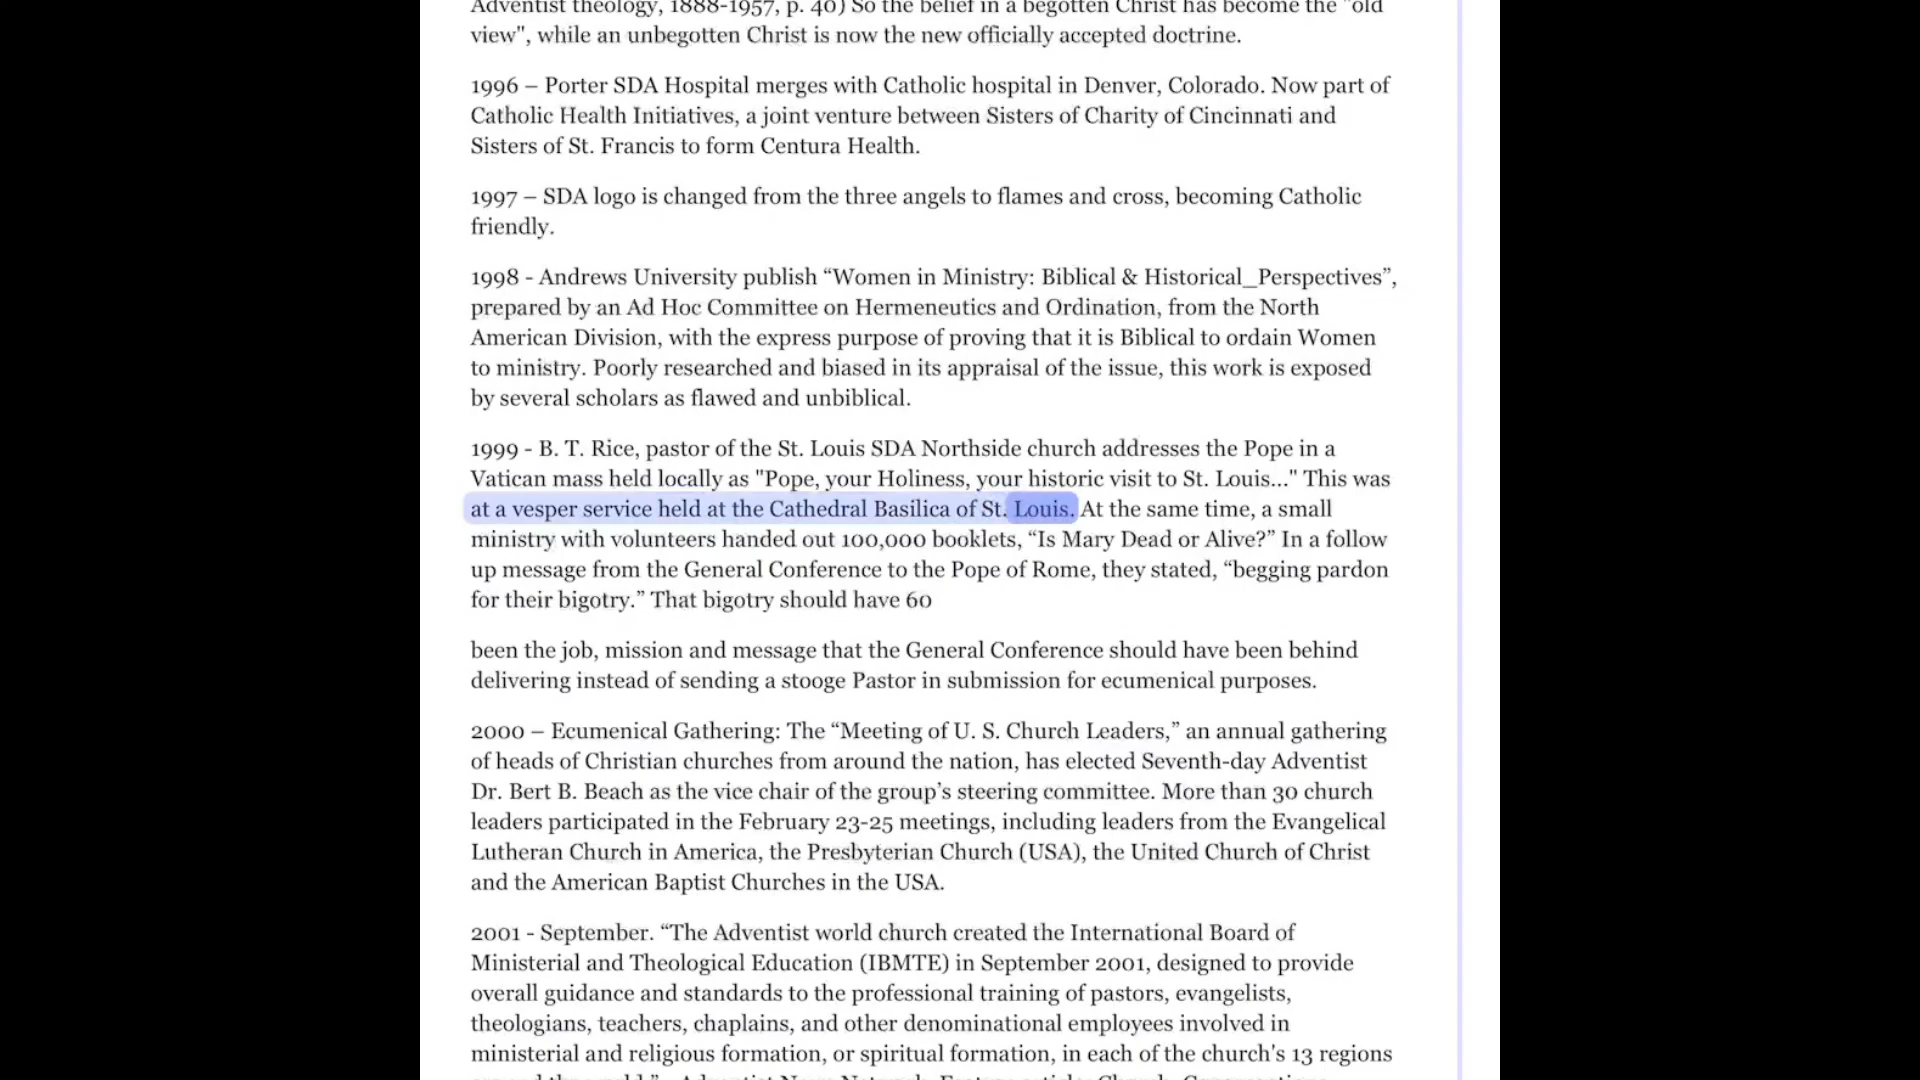 Adventist theology, 1888-1957, p. 40) So the belief in a begotten Christ has become the "old
view", while an unbegotten Christ is now the new officially accepted doctrine.
1996 – Porter SDA Hospital merges with Catholic hospital in Denver, Colorado. Now part of
Catholic Health Initiatives, a joint venture between Sisters of Charity of Cincinnati and
Sisters of St. Francis to form Centura Health.
1997 – SDA logo is changed from the three angels to flames and cross, becoming Catholic
friendly.
1998 - Andrews University publish “Women in Ministry: Biblical & Historical_Perspectives”,
prepared by an Ad Hoc Committee on Hermeneutics and Ordination, from the North
American Division, with the express purpose of proving that it is Biblical to ordain Women
to ministry. Poorly researched and biased in its appraisal of the issue, this work is exposed
by several scholars as flawed and unbiblical.
1999 - B. T. Rice, pastor of the St. Louis SDA Northside church addresses the Pope in a
Vatican mass held locally as "Pope, your Holiness, your historic visit to St. Louis..." This was
at a vesper service held at the Cathedral Basilica of St. Louis. At the same time, a small
ministry with volunteers handed out 100,000 booklets, “Is Mary Dead or Alive?” In a follow
up message from the General Conference to the Pope of Rome, they stated, “begging pardon
for their bigotry.” That bigotry should have 60
been the job, mission and message that the General Conference should have been behind
delivering instead of sending a stooge Pastor in submission for ecumenical purposes.
2000 – Ecumenical Gathering: The “Meeting of U. S. Church Leaders,” an annual gathering
of heads of Christian churches from around the nation, has elected Seventh-day Adventist
Dr. Bert B. Beach as the vice chair of the group’s steering committee. More than 30 church
leaders participated in the February 23-25 meetings, including leaders from the Evangelical
Lutheran Church in America, the Presbyterian Church (USA), the United Church of Christ
and the American Baptist Churches in the USA.
2001 - September. “The Adventist world church created the International Board of
Ministerial and Theological Education (IBMTE) in September 2001, designed to provide
overall guidance and standards to the professional training of pastors, evangelists,
theologians, teachers, chaplains, and other denominational employees involved in
ministerial and religious formation, or spiritual formation, in each of the church's 13 regions